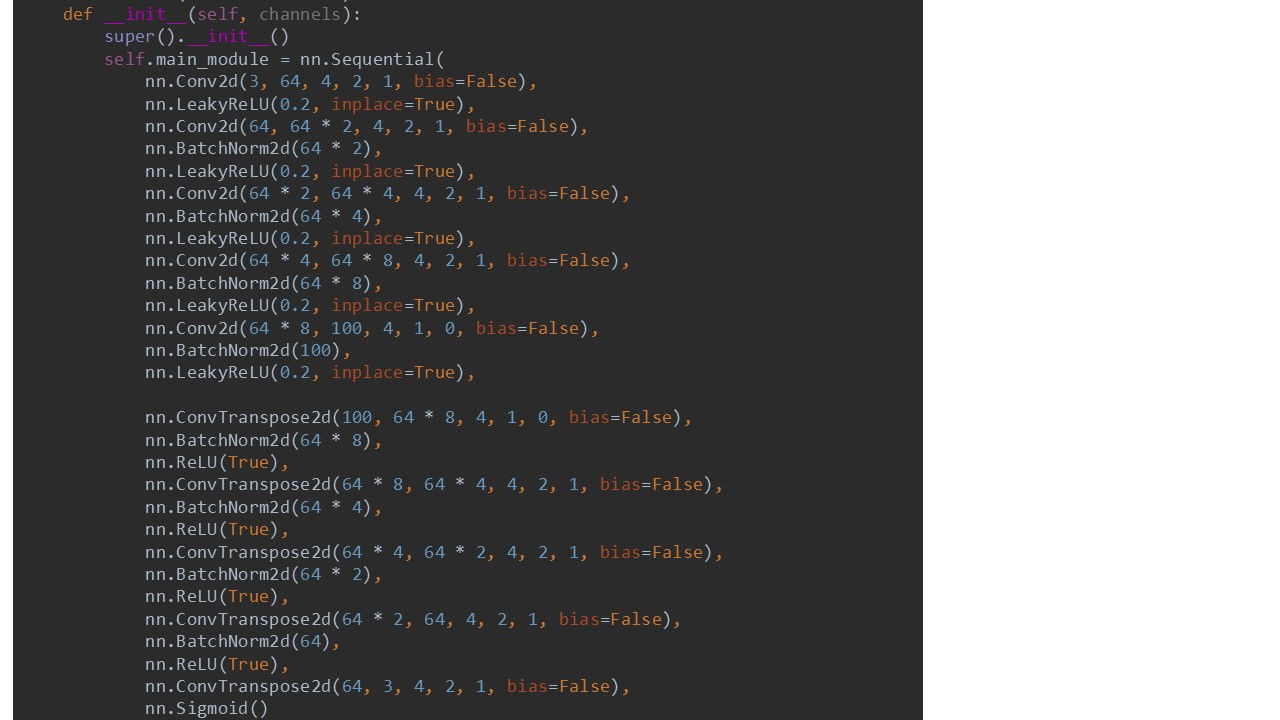 def __init__(self, channels):
super().__init__()
self.main_module = nn.Sequential(
nn.Conv2d(3, 64, 4, 2, 1, bias=False),
nn.LeakyReLU(0.2, inplace=True),
nn.Conv2d(64, 64 * 2, 4, 2, 1, bias=False),
nn.BatchNorm2d(64 * 2),
nn.LeakyReLU(0.2, inplace=True),
nn.Conv2d(64 * 2, 64 * 4, 4, 2, 1, bias=False),
nn.BatchNorm2d(64 * 4),
nn.LeakyReLU(0.2, inplace=True),
nn.Conv2d(64 * 4, 64 * 8, 4, 2, 1, bias=False),
nn.BatchNorm2d(64 * 8),
nn.LeakyReLU(0.2, inplace=True),
nn.Conv2d(64 * 8, 100, 4, 1, 0, bias=False),
nn.BatchNorm2d(100),
nn.LeakyReLU(0.2, inplace=True),
nn.ConvTranspose2d(100, 64 * 8, 4, 1, 0, bias=False),
nn.BatchNorm2d(64 * 8),
nn.ReLU(True),
nn.ConvTranspose2d(64 * 8, 64 * 4, 4, 2, 1, bias=False),
nn.BatchNorm2d(64 * 4),
nn.ReLU(True),
nn.ConvTranspose2d(64 * 4, 64 * 2, 4, 2, 1, bias=False),
nn.BatchNorm2d(64 * 2),
nn.ReLU(True),
nn.ConvTranspose2d(64 * 2, 64, 4, 2, 1, bias=False),
nn.BatchNorm2d(64),
nn.ReLU(True),
nn.ConvTranspose2d(64, 3, 4, 2, 1, bias=False),
nn.Sigmoid()